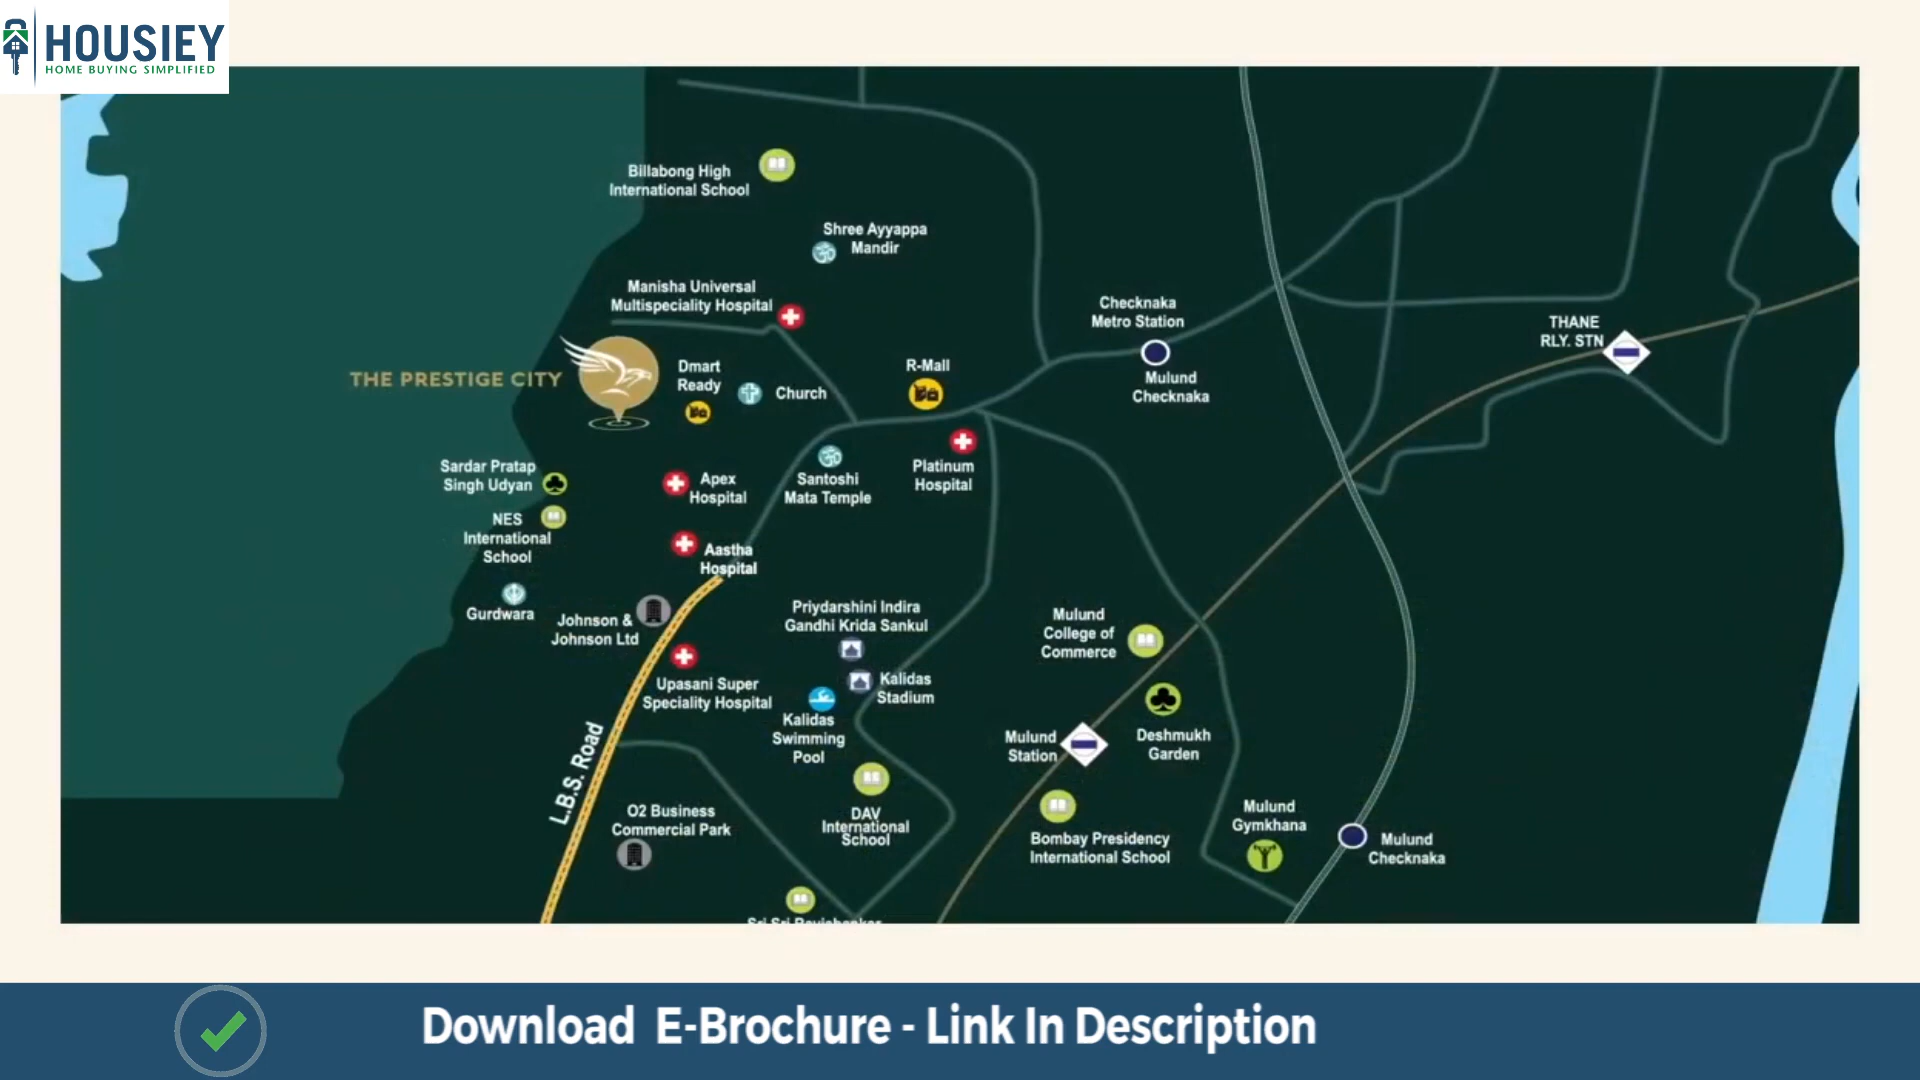 HOUSIEY
HOME BUYING SIMPLIFIED
Billabong High
International School
Shree Ayyappa
Mandir
Manisha Universal
Multispeciality Hospital
Checknaka
Metro Station
THANE
RLY. STN
THE PRESTIGE CITY
Dmart
Ready
Church
R-Mall
Mulund
Checknaka
Sardar Pratap
Singh Udyan
Apex
Hospital
Santoshi
Mata Temple
Platinum
Hospital
NES
International
School
Aastha
Hospital
Gurdwara
Johnson &
Johnson Ltd
Priydarshini Indira
Gandhi Krida Sankul
Mulund
College of
Commerce
Upasani Super
Speciality Hospital
Kalidas
Stadium
Kalidas
Swimming
Pool
Mulund
Station
Deshmukh
Garden
L.B.S. Road
O2 Business
Commercial Park
DAV
International
School
Bombay Presidency
International School
Mulund
Gymkhana
Mulund
Checknaka
Download E-Brochure - Link In Description